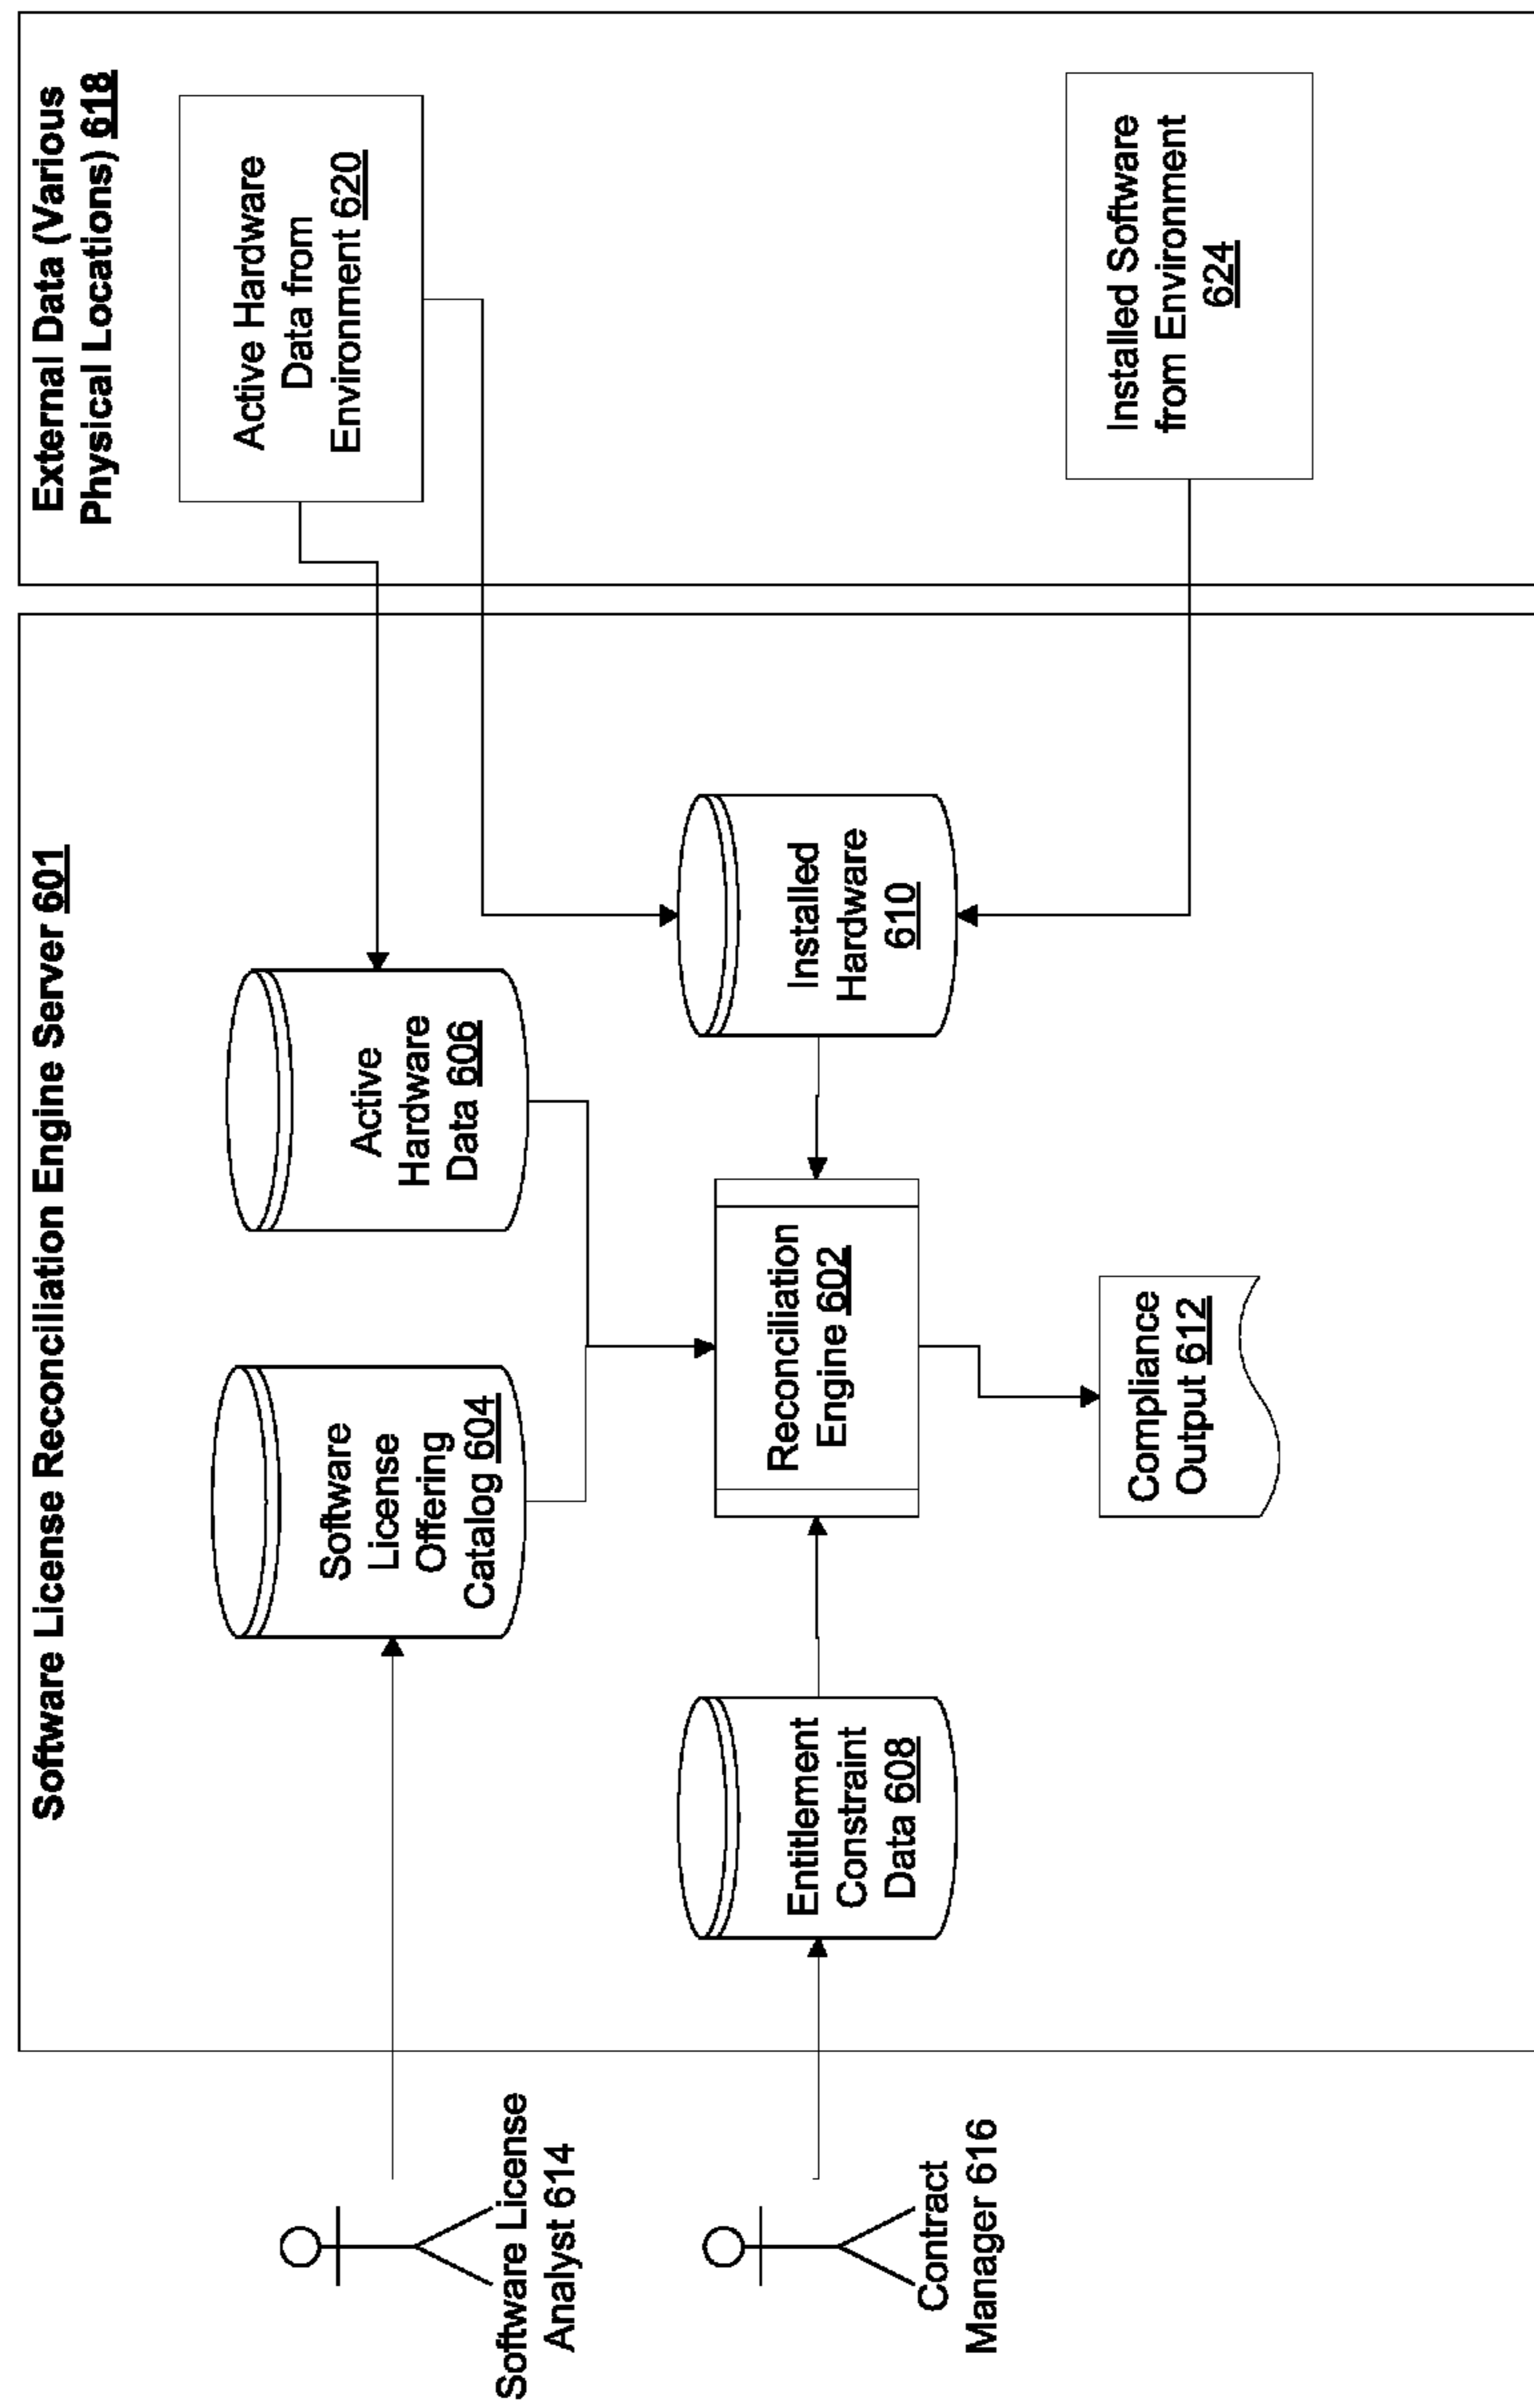 Software License Reconciliation Engine Server 601
External Data (Various
Physical Locations) 618
Software License
Analyst 614
Software
License
Offering
Catalog 604
Active
Hardware
Data 606
Active Hardware
Data from
Environment 620
Contract
Manager 616
Entitlement
Constraint
Data 608
Reconciliation
Engine 602
Installed
Hardware
610
Compliance
Output 612
Installed Software
from Environment
624